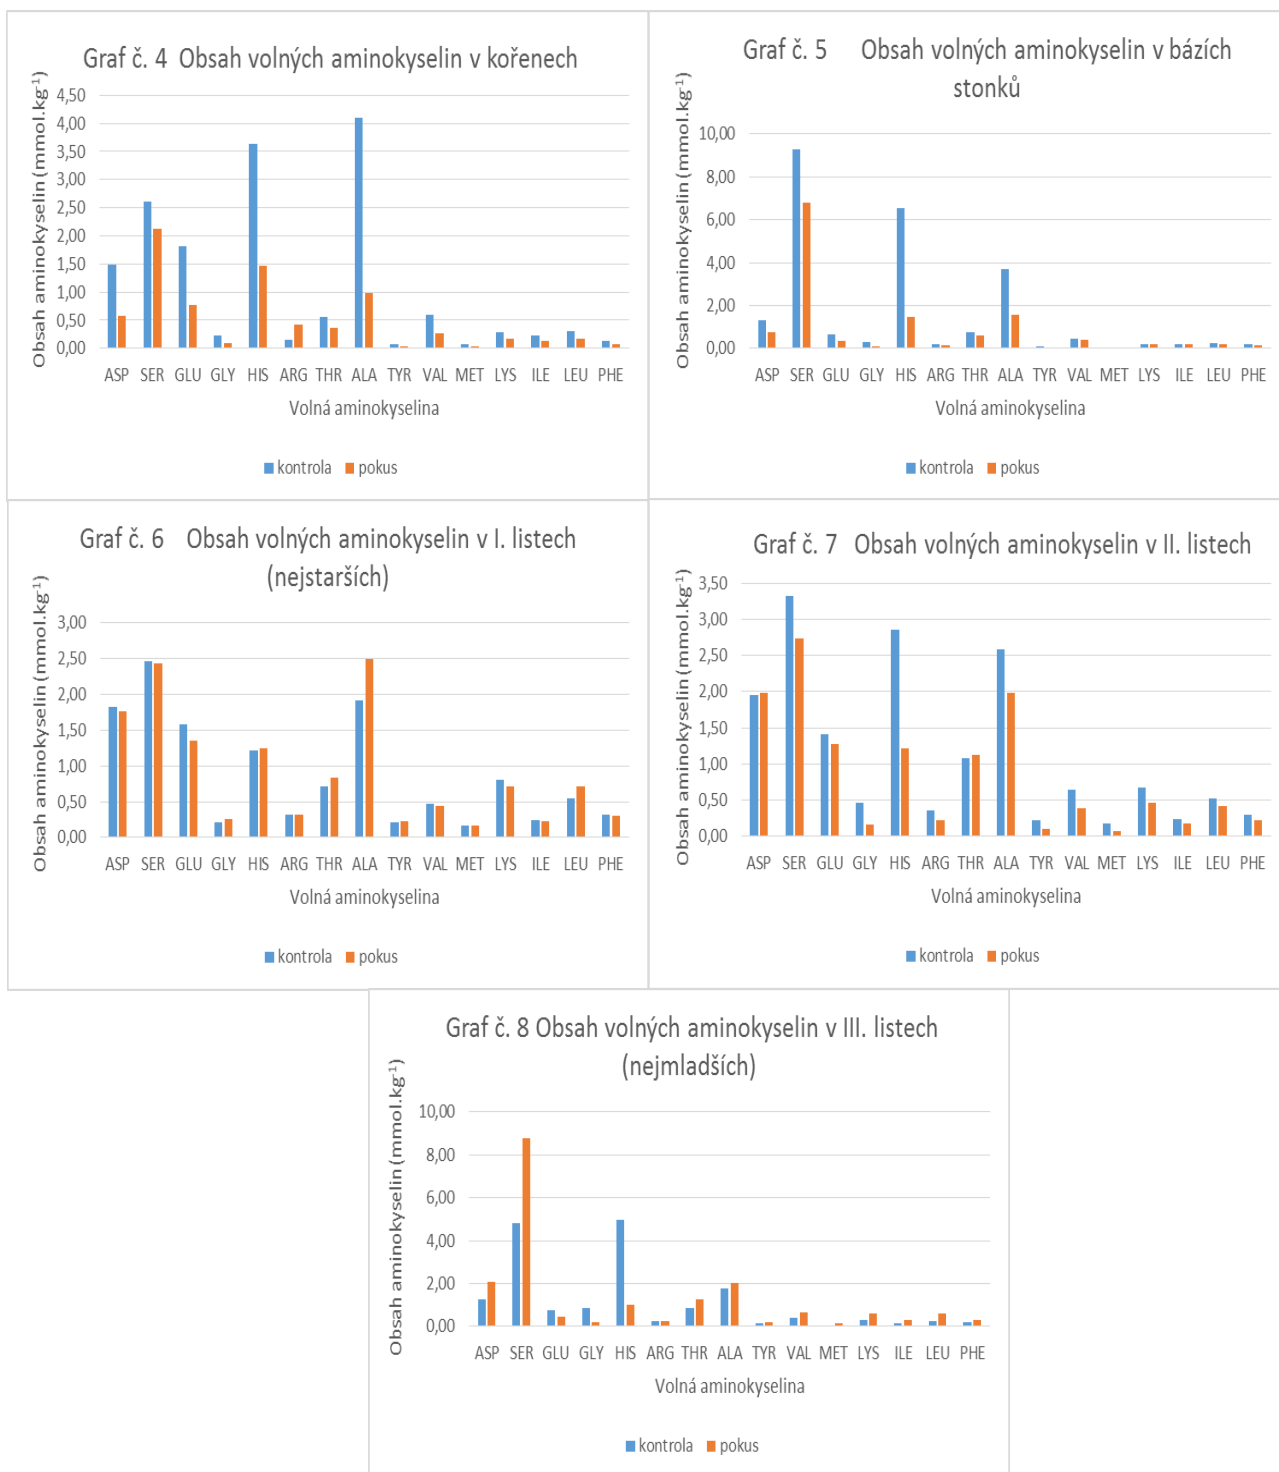 Graf č. 4 Obsah volných aminokyselin v kořenech
Obsah aminokyselin (mmol.kg⁻¹)
4,50
4,00
3,50
3,00
2,50
2,00
1,50
1,00
0,50
0,00
ASP SER GLU GLY HIS ARG THR ALA TYR VAL MET LYS ILE LEU PHE
Volná aminokyselina
kontrola pokus
Graf č. 5 Obsah volných aminokyselin v bázích
stonků
Obsah aminokyselin (mmol.kg⁻¹)
10,00
8,00
6,00
4,00
2,00
0,00
ASP SER GLU GLY HIS ARG THR ALA TYR VAL MET LYS ILE LEU PHE
Volná aminokyselina
kontrola pokus
Graf č. 6 Obsah volných aminokyselin v I. listech
(nejstarších)
Obsah aminokyselin (mmol.kg⁻¹)
3,00
2,50
2,00
1,50
1,00
0,50
0,00
ASP SER GLU GLY HIS ARG THR ALA TYR VAL MET LYS ILE LEU PHE
Volná aminokyselina
kontrola pokus
Graf č. 7 Obsah volných aminokyselin v II. listech
Obsah aminokyselin (mmol.kg⁻¹)
3,50
3,00
2,50
2,00
1,50
1,00
0,50
0,00
ASP SER GLU GLY HIS ARG THR ALA TYR VAL MET LYS ILE LEU PHE
Volná aminokyselina
kontrola pokus
Graf č. 8 Obsah volných aminokyselin v III. listech
(nejmladších)
Obsah aminokyselin (mmol.kg⁻¹)
10,00
8,00
6,00
4,00
2,00
0,00
ASP SER GLU GLY HIS ARG THR ALA TYR VAL MET LYS ILE LEU PHE
Volná aminokyselina
kontrola pokus